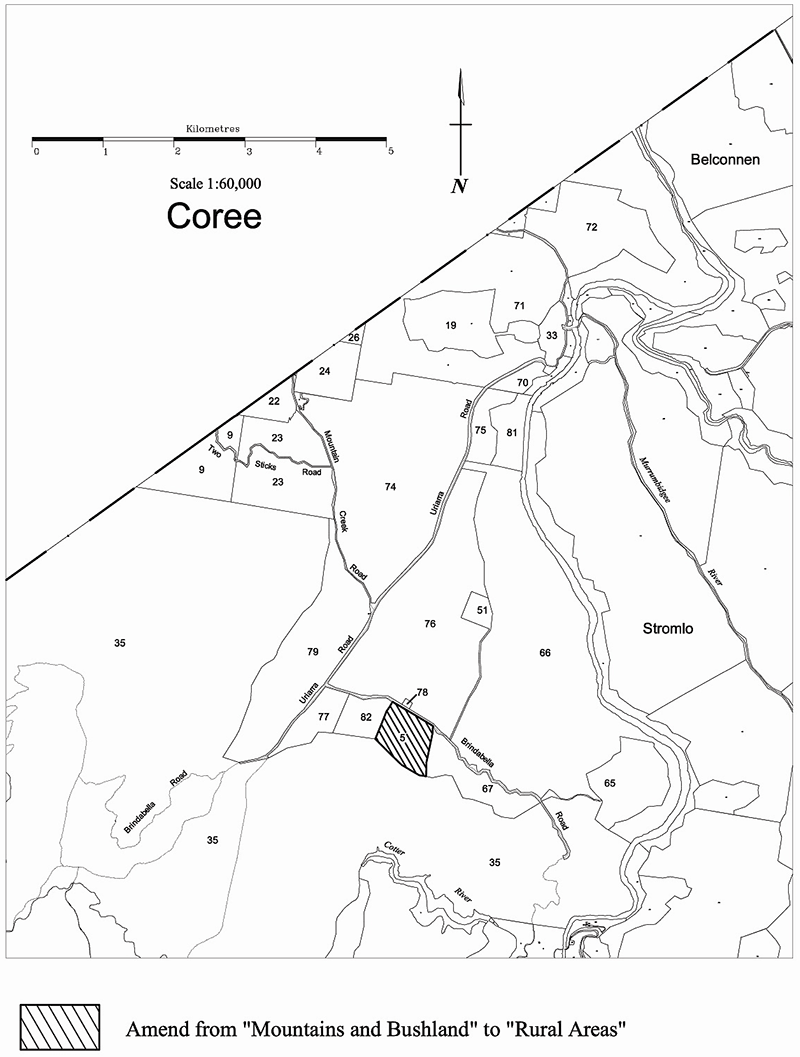 Kilometres
0 1 2 3 4 5
Scale 1:60,000
Coree
N
Belconnen
72
71
19
33
26
24
70
22
Mountain
Road
75
81
9
23
Two
Sticks
Road
9
23
74
Uriarra
Murrumbidgee
Creek
Road
River
51
76
Stromlo
35
79
Road
66
Uriarra
78
77
82
5
Brindabella
Road
Brindabella
67
65
Road
35
35
Cotter
River
Amend from "Mountains and Bushland" to "Rural Areas"